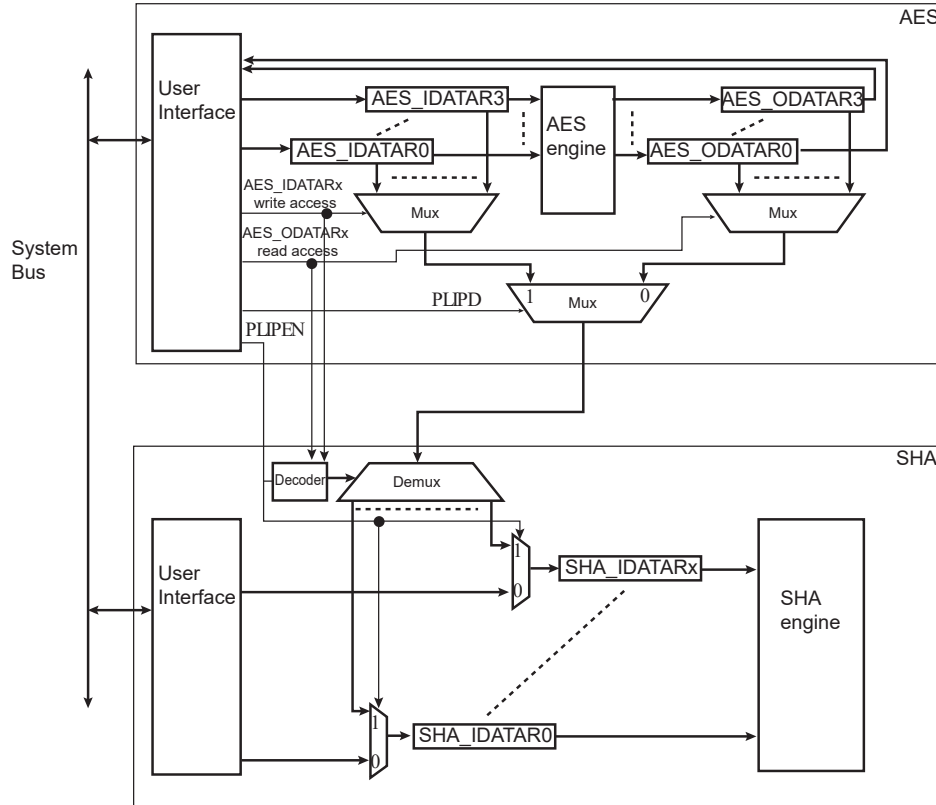 AES
User
Interface
AES_IDATAR3
AES_ODATAR3
AES
engine
AES_IDATAR0
AES_ODATAR0
AES_IDATARx
write access
Mux
Mux
AES_ODATARx
read access
System
Bus
1
Mux
0
PLIPD
PLIPEN
SHA
Decoder
Demux
User
Interface
1
0
SHA_IDATARx
SHA
engine
1
0
SHA_IDATAR0